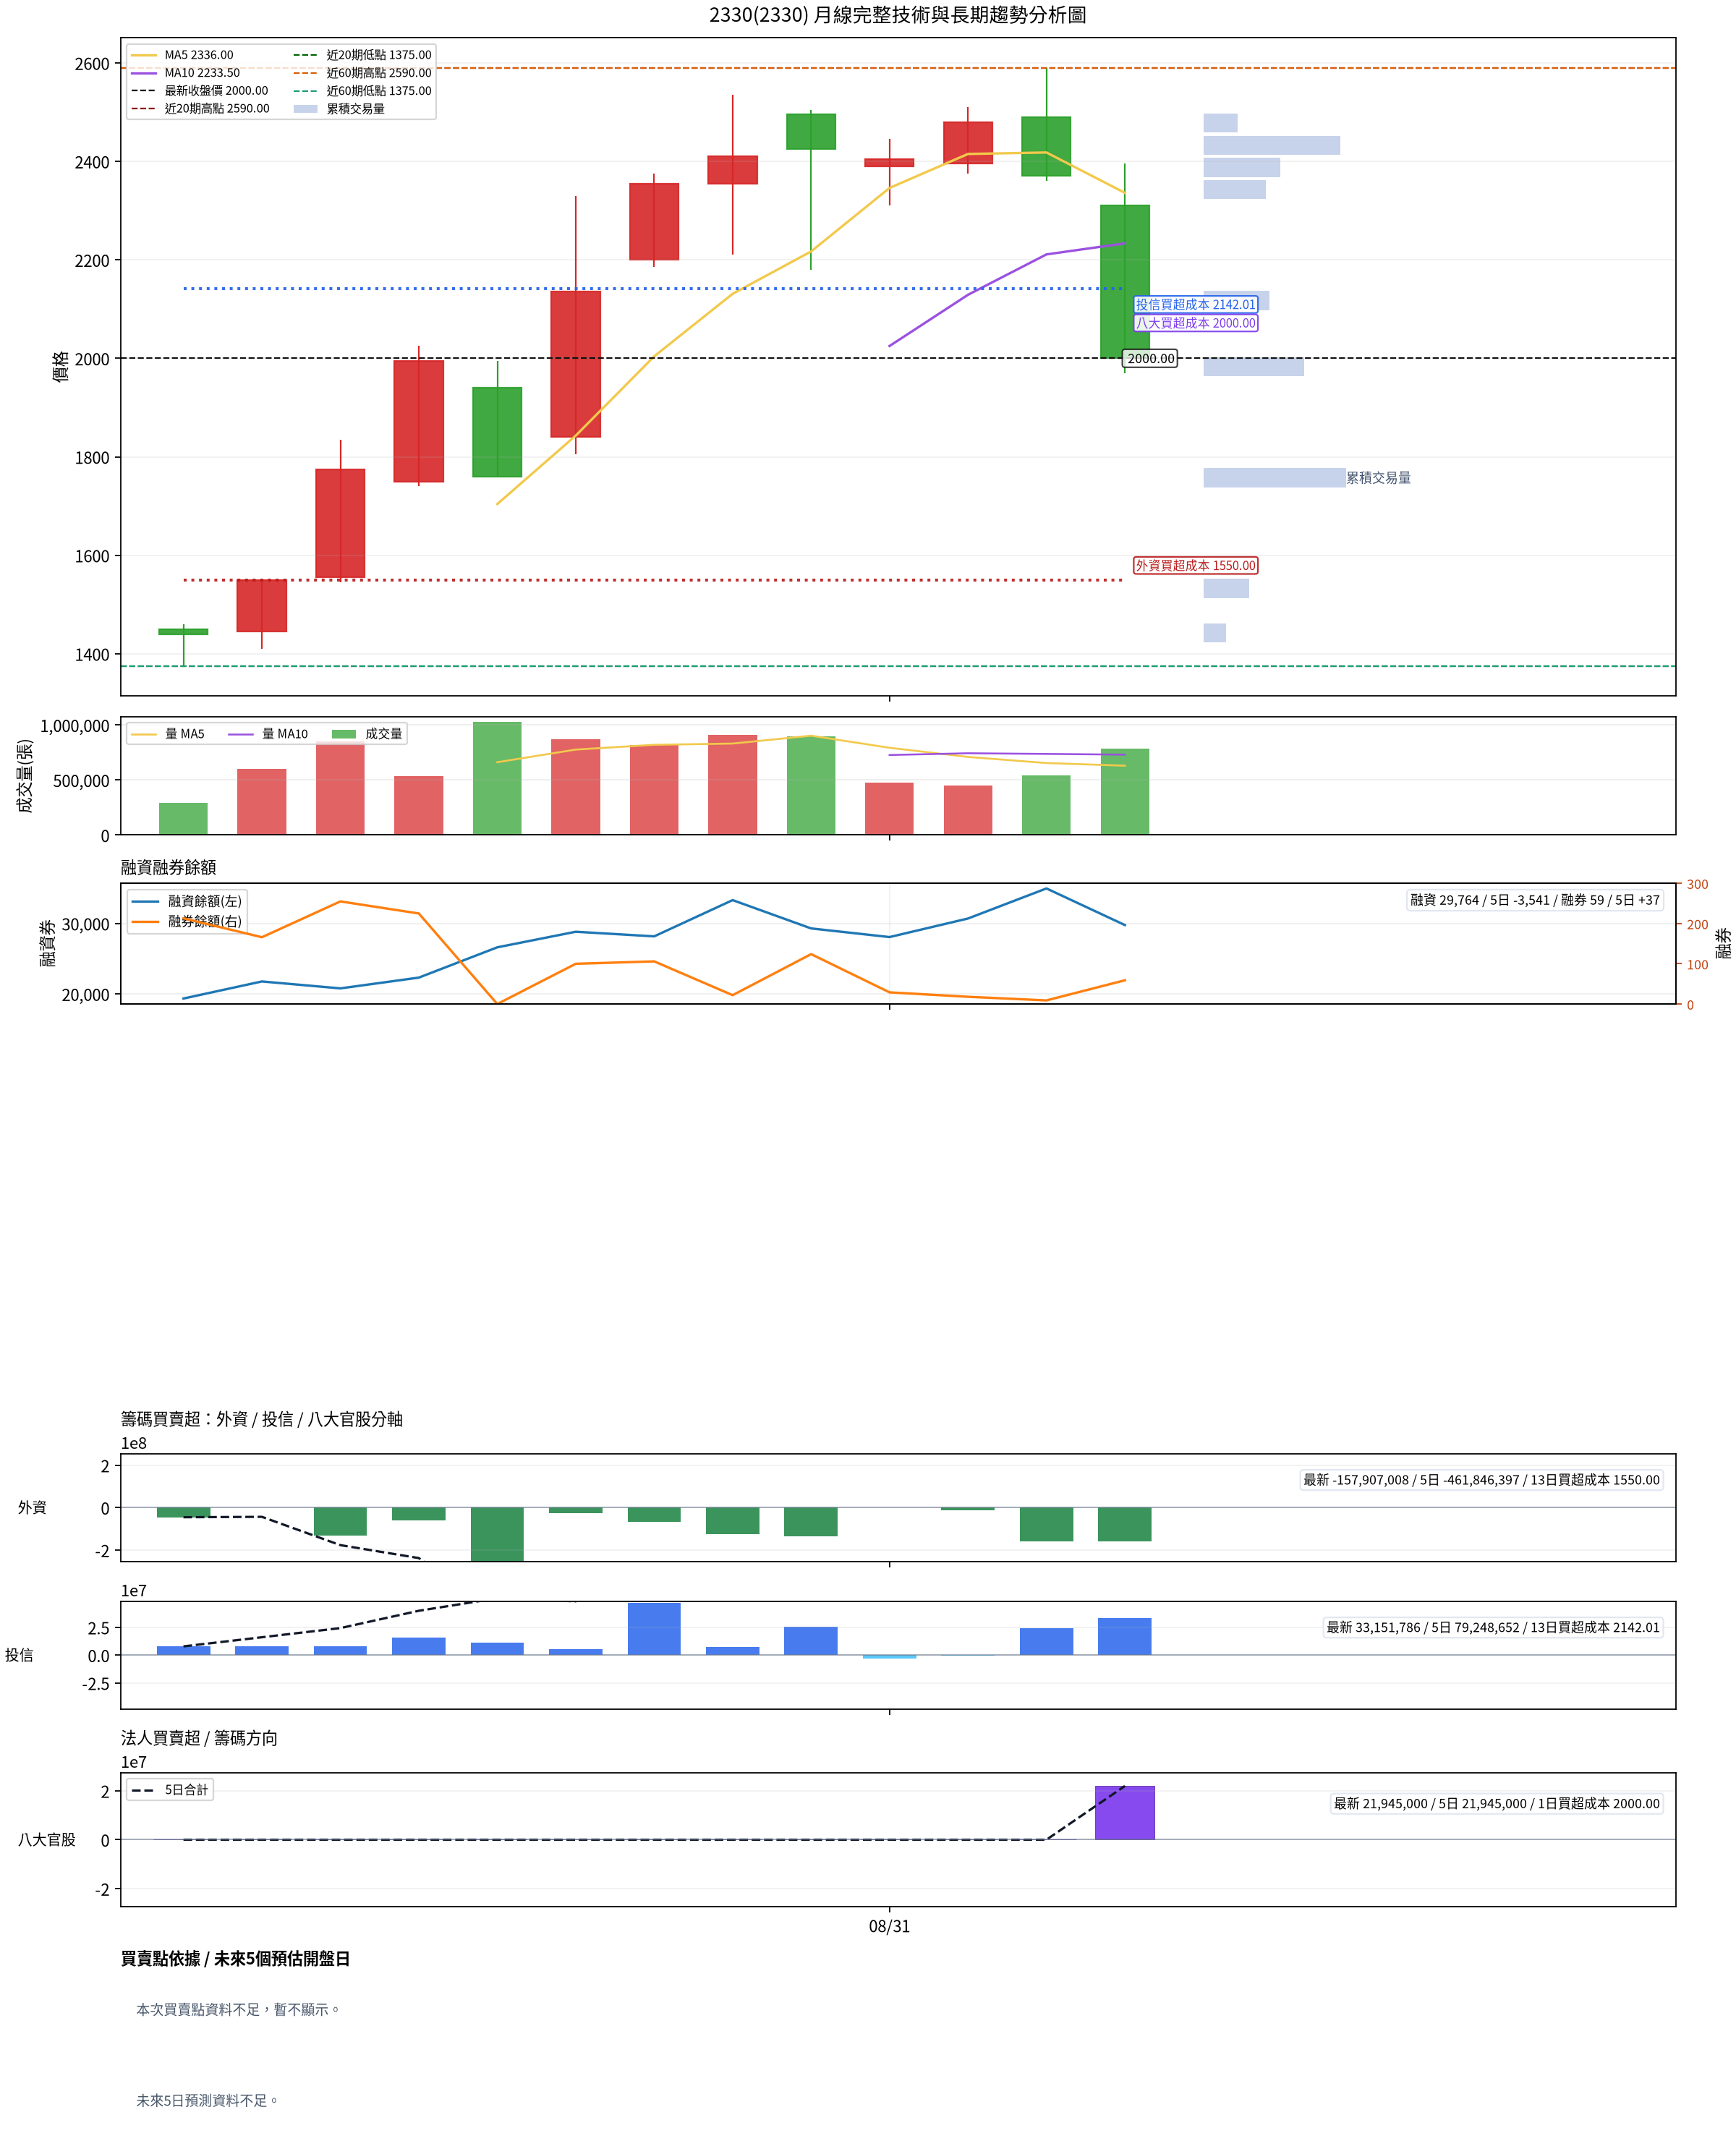 2330(2330) 月線完整技術與長期趨勢分析圖
MA5 2336.00
MA10 2233.50
最新收盤價 2000.00
近20期高點 2590.00
近20期低點 1375.00
近60期高點 2590.00
近60期低點 1375.00
累積交易量
價格
2600
2400
2200
2000
1800
1600
1400
投信買超成本 2142.01
八大買超成本 2000.00
2000.00
累積交易量
外資買超成本 1550.00
成交量(張)
1,000,000
500,000
0
量 MA5
量 MA10
成交量
融資融券餘額
融資券
30,000
20,000
融資餘額(左)
融券餘額(右)
融資 29,764 / 5日 -3,541 / 融券 59 / 5日 +37
300
200
100
0
融券
籌碼買賣超：外資 / 投信 / 八大官股分軸
1e8
外資
2
0
-2
最新 -157,907,008 / 5日 -461,846,397 / 13日買超成本 1550.00
1e7
投信
2.5
0.0
-2.5
最新 33,151,786 / 5日 79,248,652 / 13日買超成本 2142.01
法人買賣超 / 籌碼方向
1e7
八大官股
2
0
-2
5日合計
最新 21,945,000 / 5日 21,945,000 / 1日買超成本 2000.00
08/31
買賣點依據 / 未來5個預估開盤日
本次買賣點資料不足，暫不顯示。
未來5日預測資料不足。